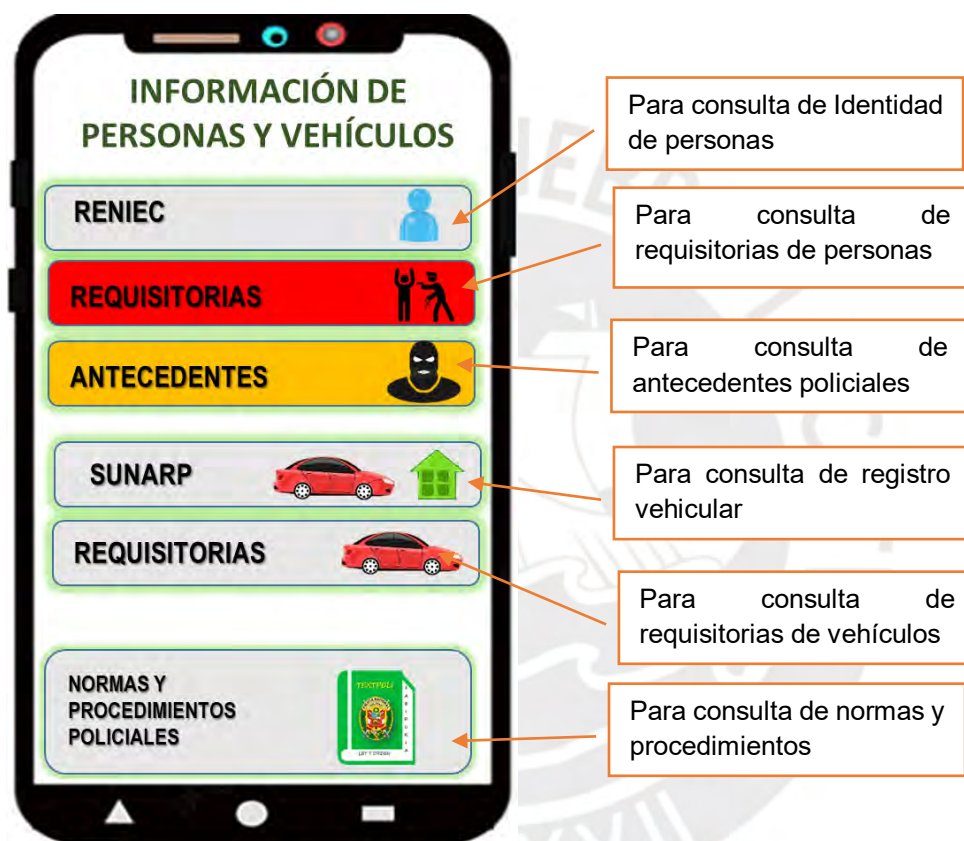 INFORMACIÓN DE
PERSONAS Y VEHÍCULOS
RENIEC
REQUISITORIAS
ANTECEDENTES
SUNARP
REQUISITORIAS
NORMAS Y
PROCEDIMIENTOS
POLICIALES
LEY Y ORDEN
Para consulta de Identidad
de personas
Para consulta de
requisitorias de personas
Para consulta de
antecedentes policiales
Para consulta de registro
vehicular
Para consulta de
requisitorias de vehículos
Para consulta de normas y
procedimientos